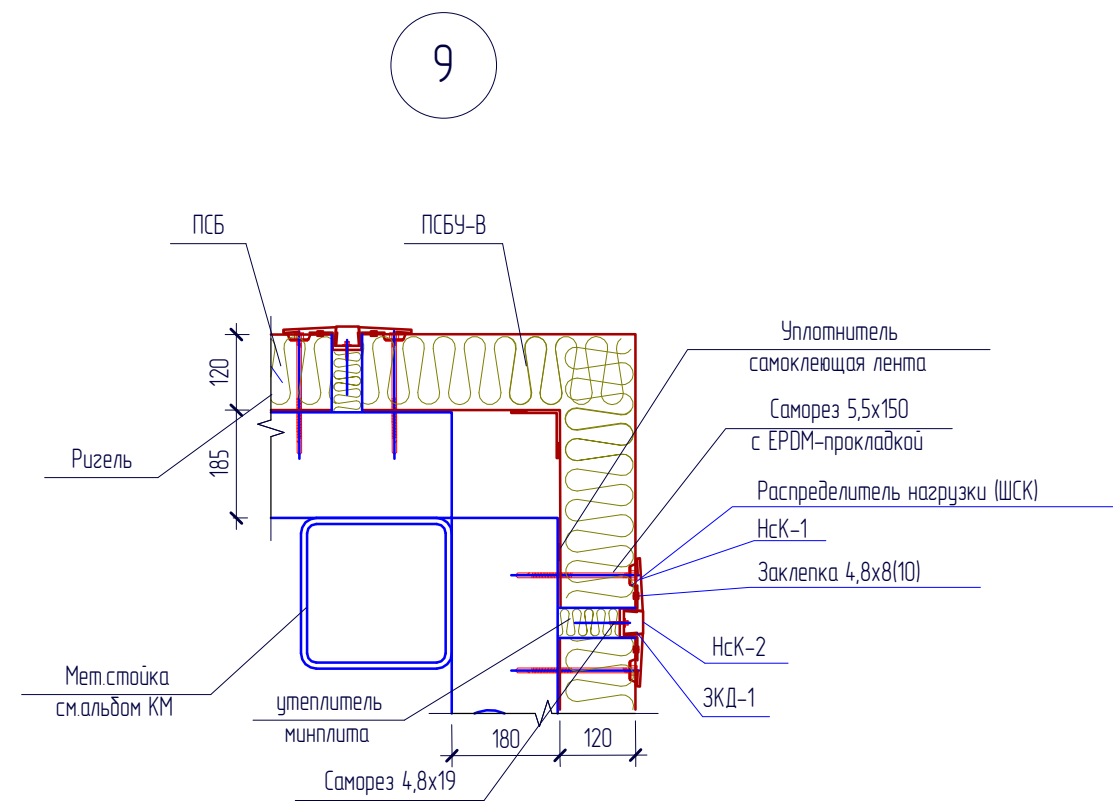 9
ПСБ
ПСБУ-В
Уплотнитель
самоклеющая лента
Саморез 5,5х150
с EPDM-прокладкой
Распределитель нагрузки (ШСК)
НсК-1
Заклепка 4,8х8(10)
НсК-2
ЗКД-1
120
185
Ригель
Мет.стойка
см.альбом КМ
утеплитель
минплита
Саморез 4,8х19
180
120